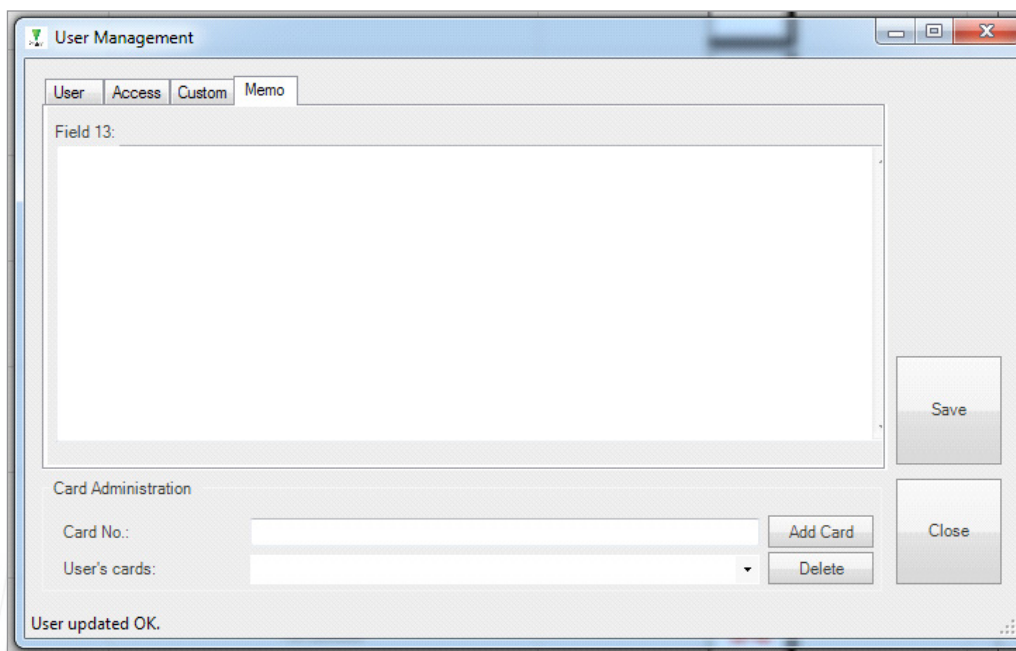 User Management
User Access Custom Memo
Field 13:
Save
Card Administration
Card No.: Add Card
Close
User's cards: Delete
User updated OK.